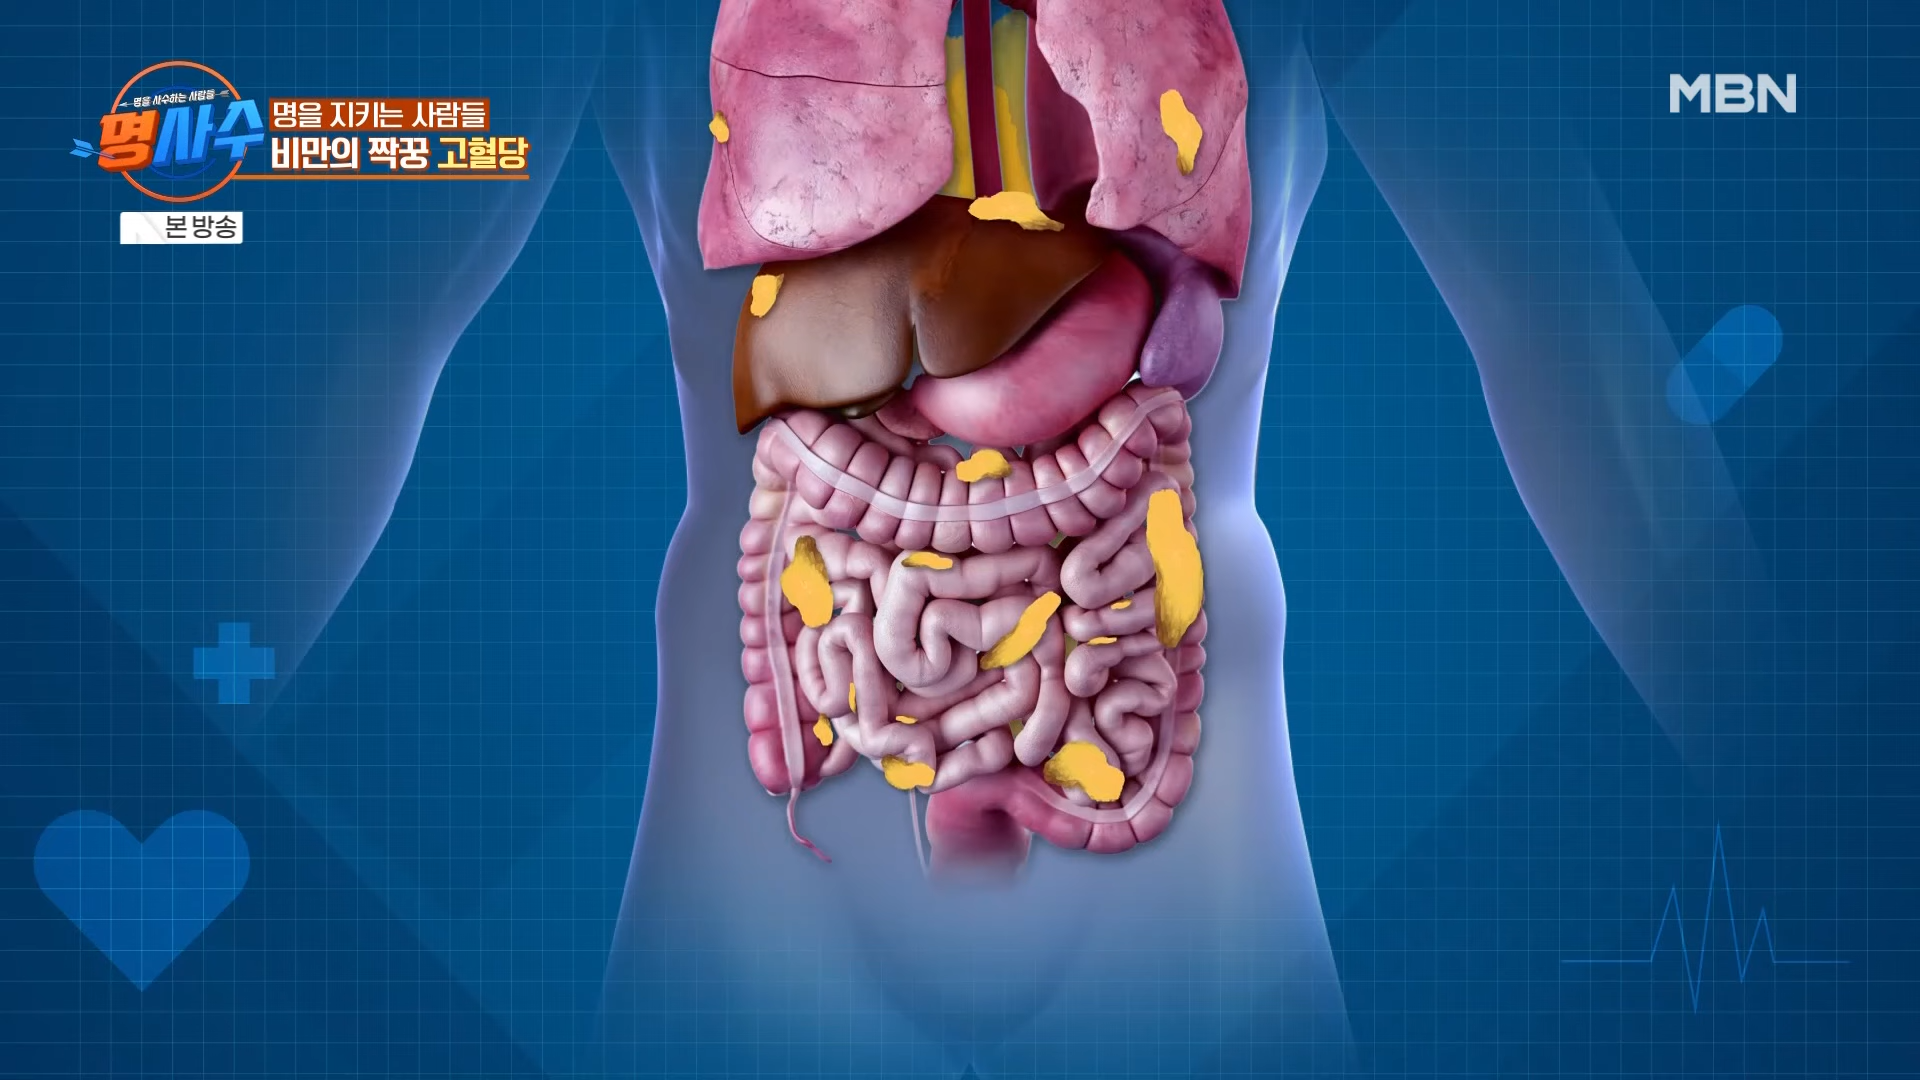 명을 사수하는 사람들
명사수
명을 지키는 사람들
비만의 짝꿍 고혈당
본 방송
MBN